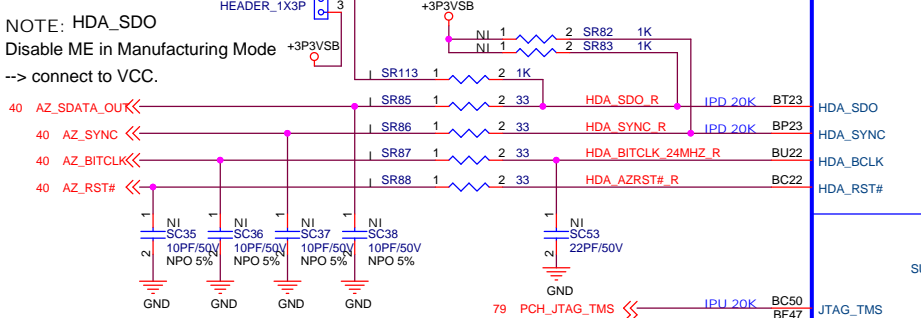 HEADER_1X3P 3 +3P3VSB
NOTE: HDA_SDO
Disable ME in Manufacturing Mode +3P3VSB
--> connect to VCC.
NI 1 2 SR82 1K
NI 1 2 SR83 1K
I SR113 1 2 1K
40 AZ_SDATA_OUT I SR85 1 2 33 HDA_SDO_R IPD 20K BT23 HDA_SDO
40 AZ_SYNC I SR86 1 2 33 HDA_SYNC_R IPD 20K BP23 HDA_SYNC
40 AZ_BITCLK I SR87 1 2 33 HDA_BITCLK_24MHZ_R BU22 HDA_BCLK
40 AZ_RST# I SR88 1 2 33 HDA_AZRST#_R BC22 HDA_RST#
1 NI 1 NI 1 NI 1 NI 1 NI
SC35 SC36 SC37 SC38 SC53
10PF/50V 10PF/50V 10PF/50V 10PF/50V 22PF/50V
2 NPO 5% 2 NPO 5% 2 NPO 5% 2 NPO 5% 2
GND GND GND GND GND
79 PCH_JTAG_TMS IPU 20K BC50 JTAG_TMS
BE47